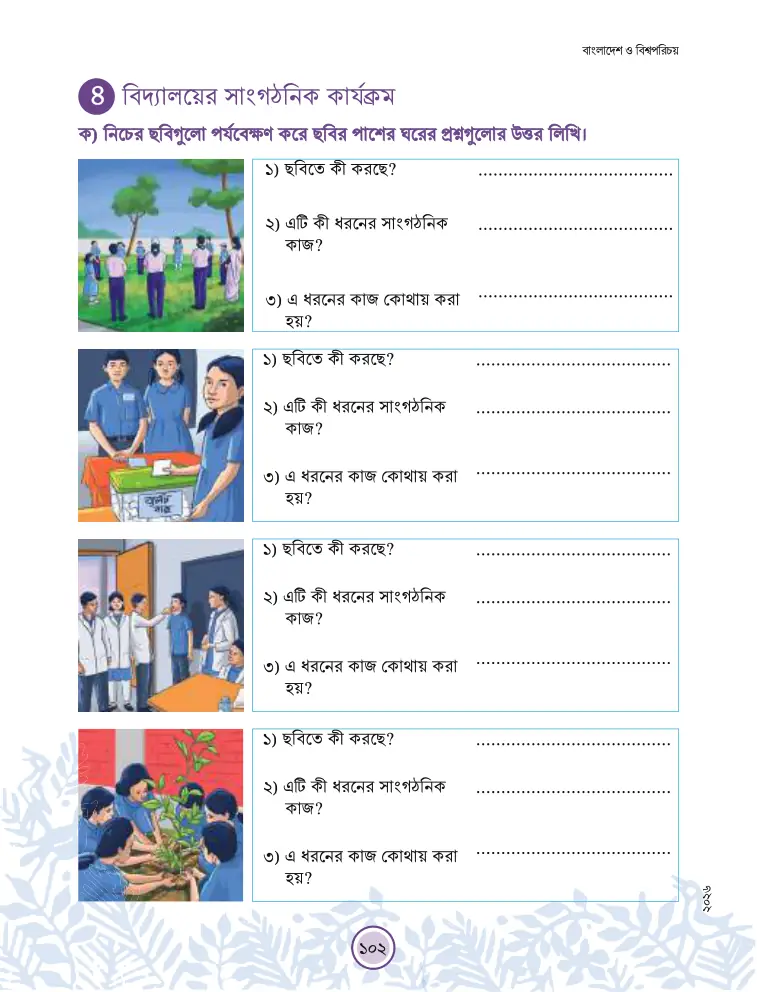 বাংলাদেশ ও বিশ্বপরিচয়
৪ বিদ্যালয়ের সাংগঠনিক কার্যক্রম
ক) নিচের ছবিগুলো পর্যবেক্ষণ করে ছবির পাশের ঘরের প্রশ্নগুলোর উত্তর লিখি।
১) ছবিতে কী করছে? .......................................
২) এটি কী ধরনের সাংগঠনিক .......................................
কাজ?
৩) এ ধরনের কাজ কোথায় করা .......................................
হয়?
ব্যালট
বাক্স
১) ছবিতে কী করছে? .......................................
২) এটি কী ধরনের সাংগঠনিক .......................................
কাজ?
৩) এ ধরনের কাজ কোথায় করা .......................................
হয়?
১) ছবিতে কী করছে? .......................................
২) এটি কী ধরনের সাংগঠনিক .......................................
কাজ?
৩) এ ধরনের কাজ কোথায় করা .......................................
হয়?
১) ছবিতে কী করছে? .......................................
২) এটি কী ধরনের সাংগঠনিক .......................................
কাজ?
৩) এ ধরনের কাজ কোথায় করা .......................................
হয়?
২০২৬
১০২